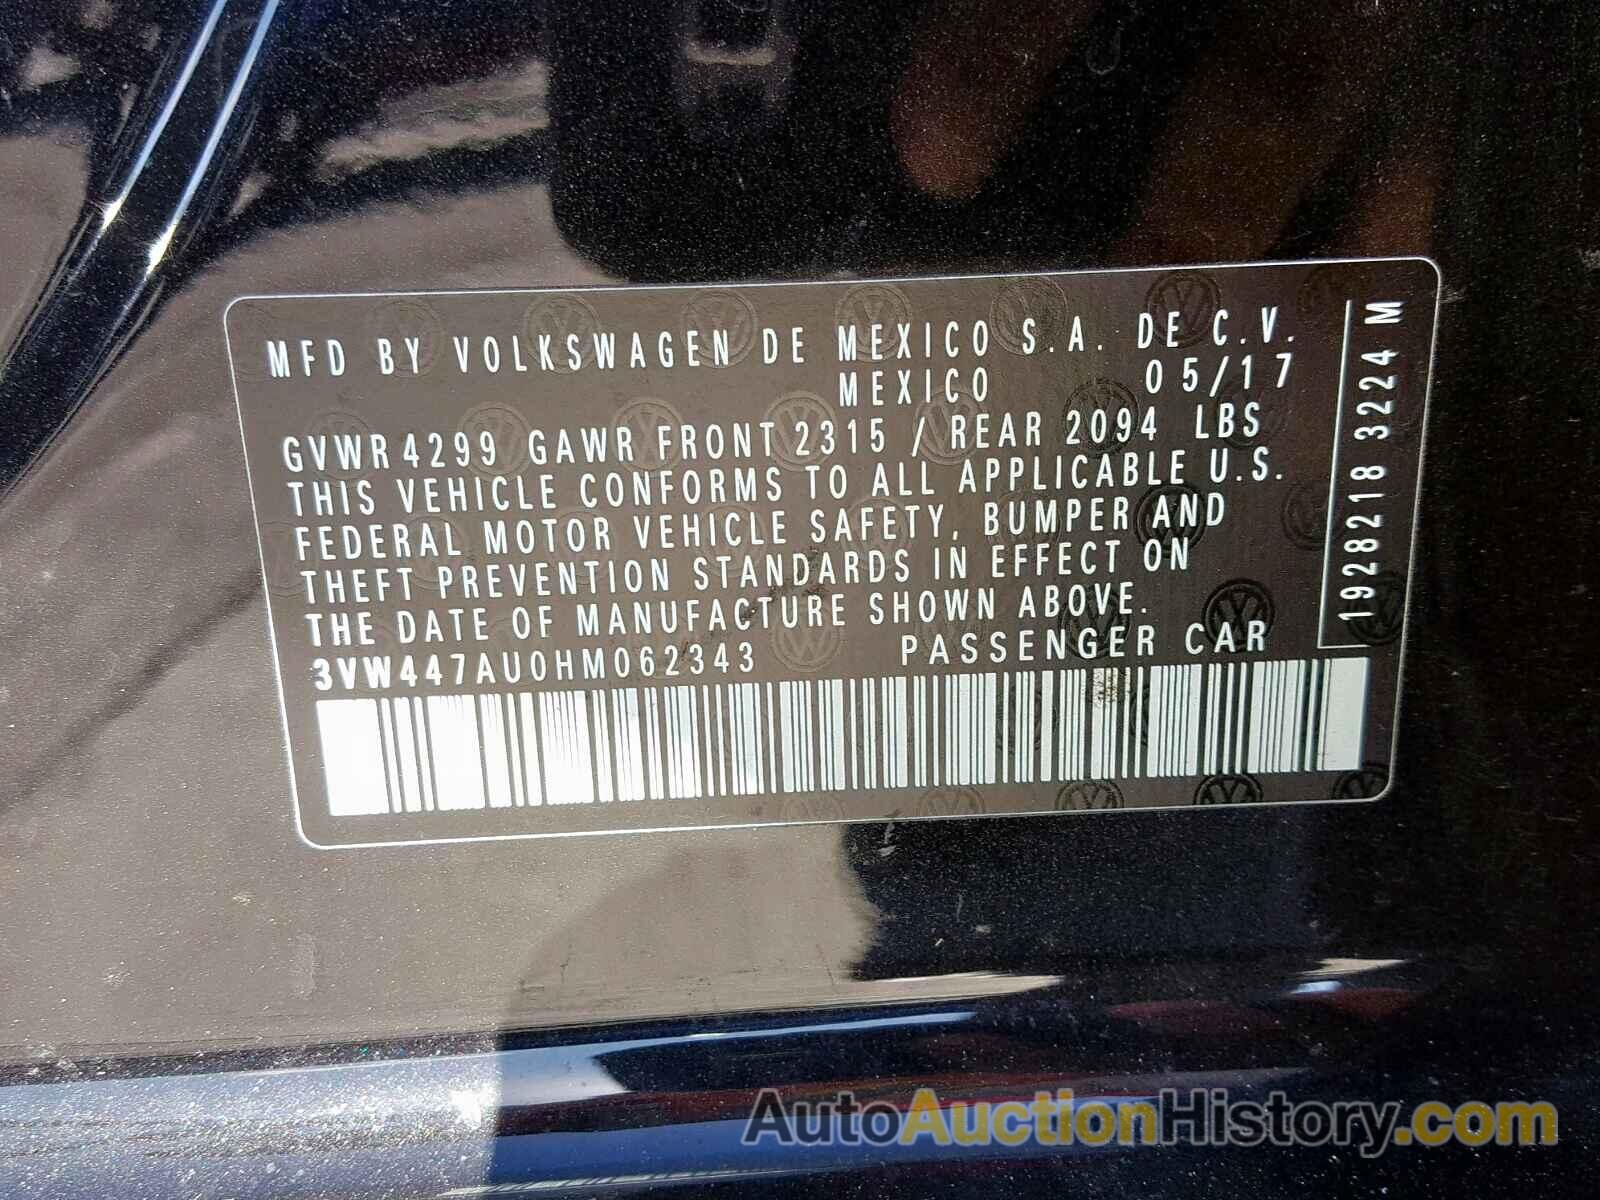 MFD BY VOLKSWAGEN DE MEXICO S.A. DE C.V.
MEXICO 05/17
GVWR 4299 GAWR FRONT 2315 / REAR 2094 LBS
THIS VEHICLE CONFORMS TO ALL APPLICABLE U.S.
FEDERAL MOTOR VEHICLE SAFETY, BUMPER AND
THEFT PREVENTION STANDARDS IN EFFECT ON
THE DATE OF MANUFACTURE SHOWN ABOVE.
3VW447AU0HM062343 PASSENGER CAR
1928218 3224 M
AutoAuctionHistory.com